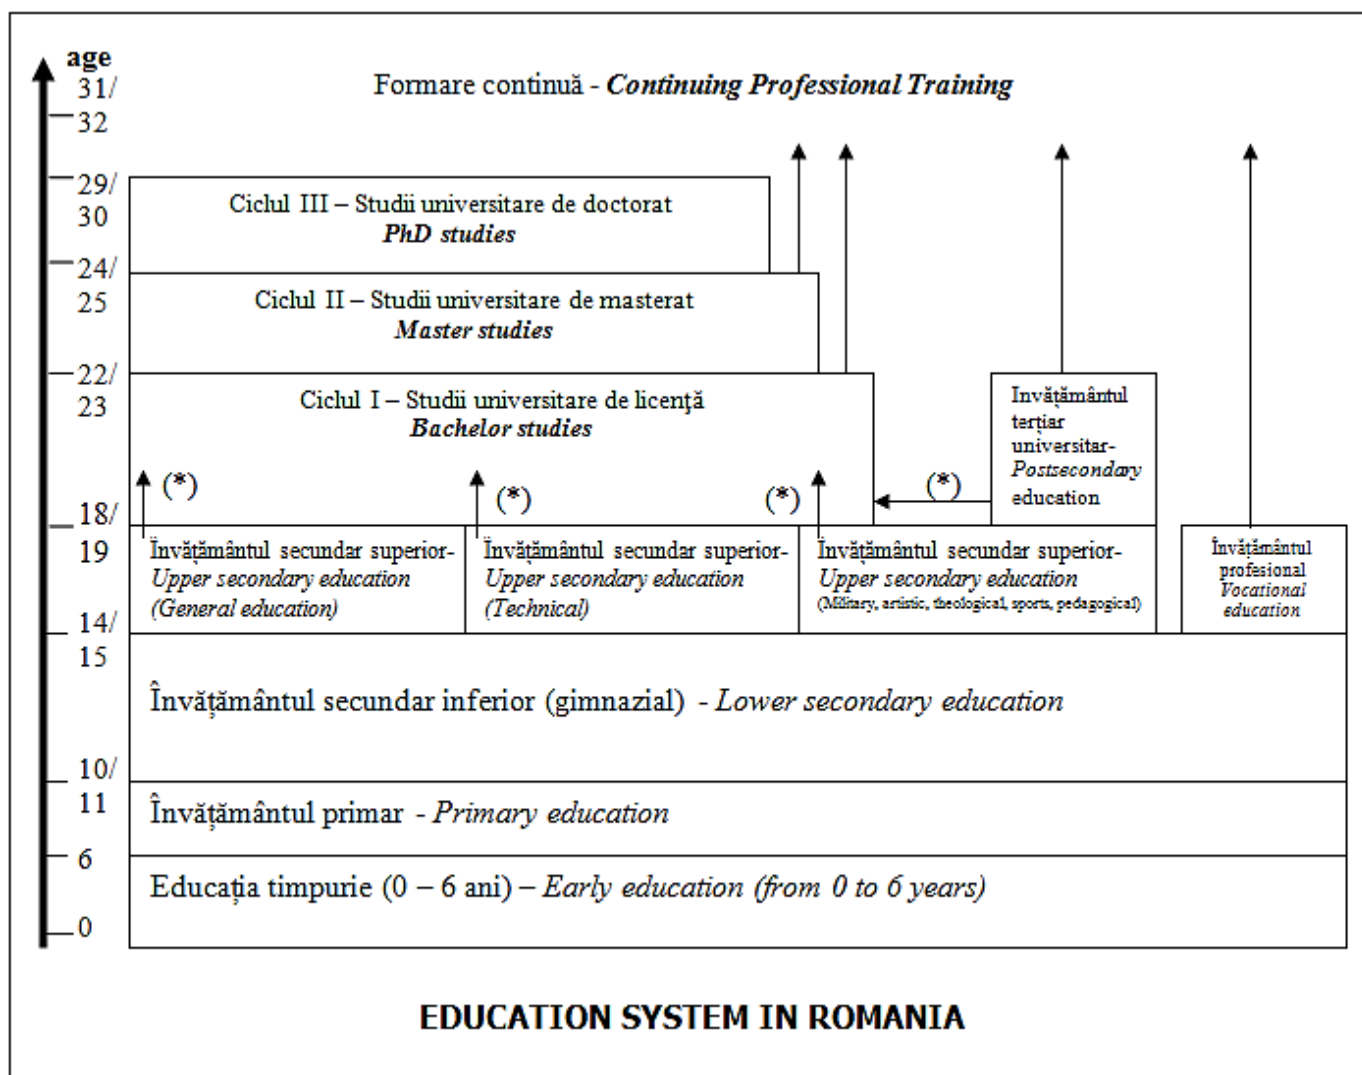 age
31/
32
Formare continuă - Continuing Professional Training
29/
30
Ciclul III – Studii universitare de doctorat
PhD studies
24/
25
Ciclul II – Studii universitare de masterat
Master studies
22/
23
Ciclul I – Studii universitare de licenţă
Bachelor studies
Invățământul
terțiar
universitar-
Postsecondary
education
(*)
(*)
(*)
(*)
18/
19
Învățământul secundar superior-
Upper secondary education
(General education)
Învățământul secundar superior-
Upper secondary education
(Technical)
Învățământul secundar superior-
Upper secondary education
(Military, artistic, theological, sports, pedagogical)
Învățământul
profesional
Vocational
education
14/
15
Învățământul secundar inferior (gimnazial) - Lower secondary education
10/
11
Învățământul primar - Primary education
6
Educația timpurie (0 – 6 ani) – Early education (from 0 to 6 years)
0
EDUCATION SYSTEM IN ROMANIA